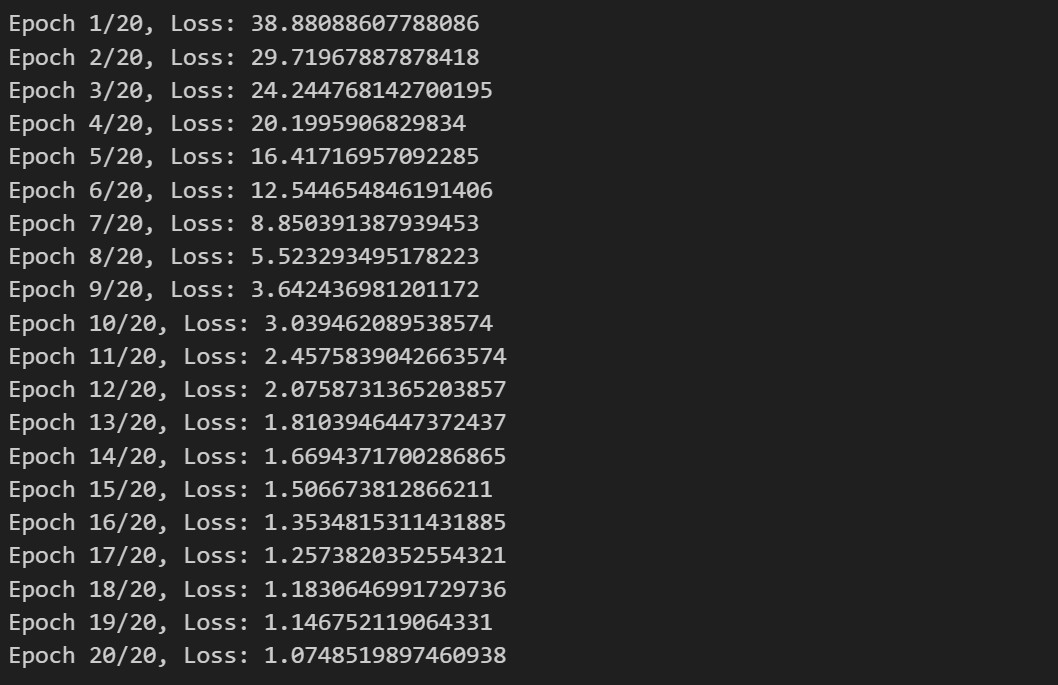 Epoch 1/20, Loss: 38.88088607788086
Epoch 2/20, Loss: 29.71967887878418
Epoch 3/20, Loss: 24.244768142700195
Epoch 4/20, Loss: 20.1995906829834
Epoch 5/20, Loss: 16.41716957092285
Epoch 6/20, Loss: 12.544654846191406
Epoch 7/20, Loss: 8.850391387939453
Epoch 8/20, Loss: 5.523293495178223
Epoch 9/20, Loss: 3.642436981201172
Epoch 10/20, Loss: 3.039462089538574
Epoch 11/20, Loss: 2.4575839042663574
Epoch 12/20, Loss: 2.0758731365203857
Epoch 13/20, Loss: 1.8103946447372437
Epoch 14/20, Loss: 1.6694371700286865
Epoch 15/20, Loss: 1.506673812866211
Epoch 16/20, Loss: 1.3534815311431885
Epoch 17/20, Loss: 1.2573820352554321
Epoch 18/20, Loss: 1.1830646991729736
Epoch 19/20, Loss: 1.146752119064331
Epoch 20/20, Loss: 1.0748519897460938